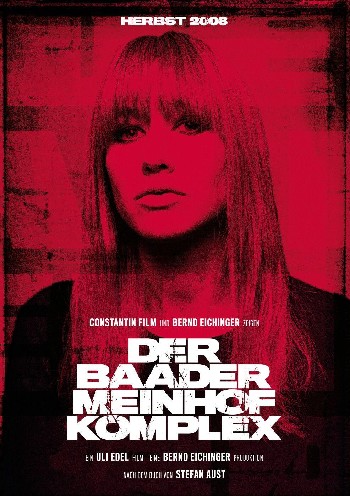 HERBST 2008
CONSTANTIN FILM UND BERND EICHINGER ZEIGEN
DER
BAADER
MEINHOF
KOMPLEX
EIN ULI EDEL FILM EINE BERND EICHINGER PRODUKTION
NACH DEM BUCH VON STEFAN AUST